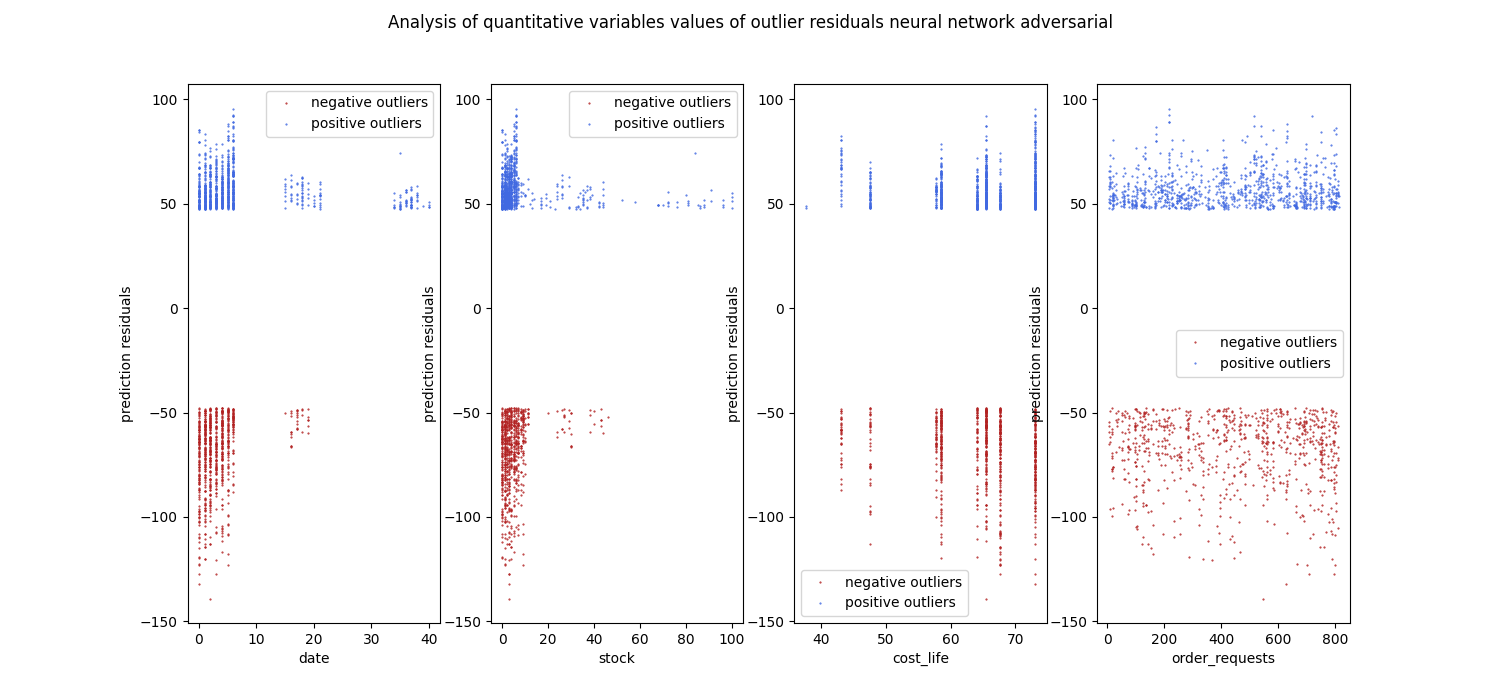 Analysis of quantitative variables values of outlier residuals neural network adversarial
prediction residuals
100
50
0
−50
−100
−150
negative outliers
positive outliers
0 10 20 30 40
date
prediction residuals
100
50
0
−50
−100
−150
negative outliers
positive outliers
0 20 40 60 80 100
stock
prediction residuals
100
50
0
−50
−100
−150
negative outliers
positive outliers
40 50 60 70
cost_life
prediction residuals
100
50
0
−50
−100
−150
negative outliers
positive outliers
0 200 400 600 800
order_requests